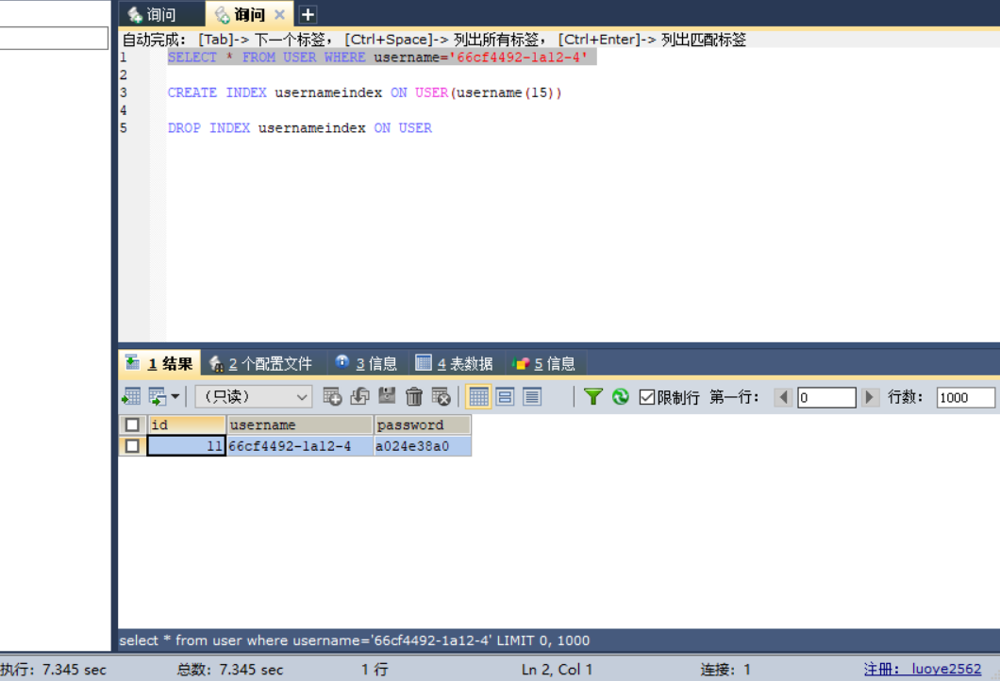 询问 询问
自动完成: [Tab]-> 下一个标签, [Ctrl+Space]-> 列出所有标签, [Ctrl+Enter]-> 列出匹配标签
1 SELECT * FROM USER WHERE username='66cf4492-1a12-4'
2
3 CREATE INDEX usernameindex ON USER(username(15))
4
5 DROP INDEX usernameindex ON USER
1 结果 2 个配置文件 3 信息 4 表数据 5 信息
(只读) 限制行 第一行: 0 行数: 1000
id username password
11 66cf4492-1a12-4 a024e38a0
select * from user where username='66cf4492-1a12-4' LIMIT 0, 1000
执行: 7.345 sec 总数: 7.345 sec 1 行 Ln 2, Col 1 连接: 1 注册: luoye2562